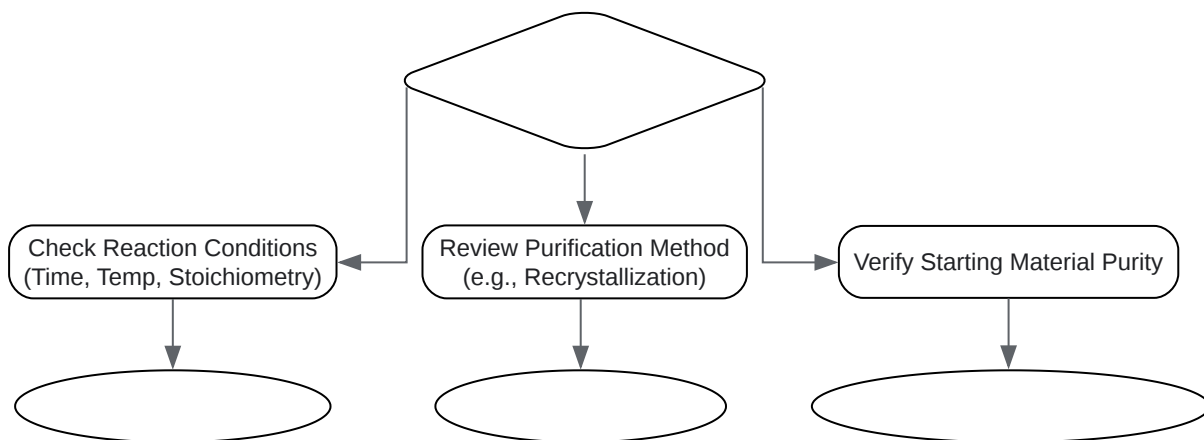 Check Reaction Conditions
(Time, Temp, Stoichiometry)
Review Purification Method
(e.g., Recrystallization)
Verify Starting Material Purity